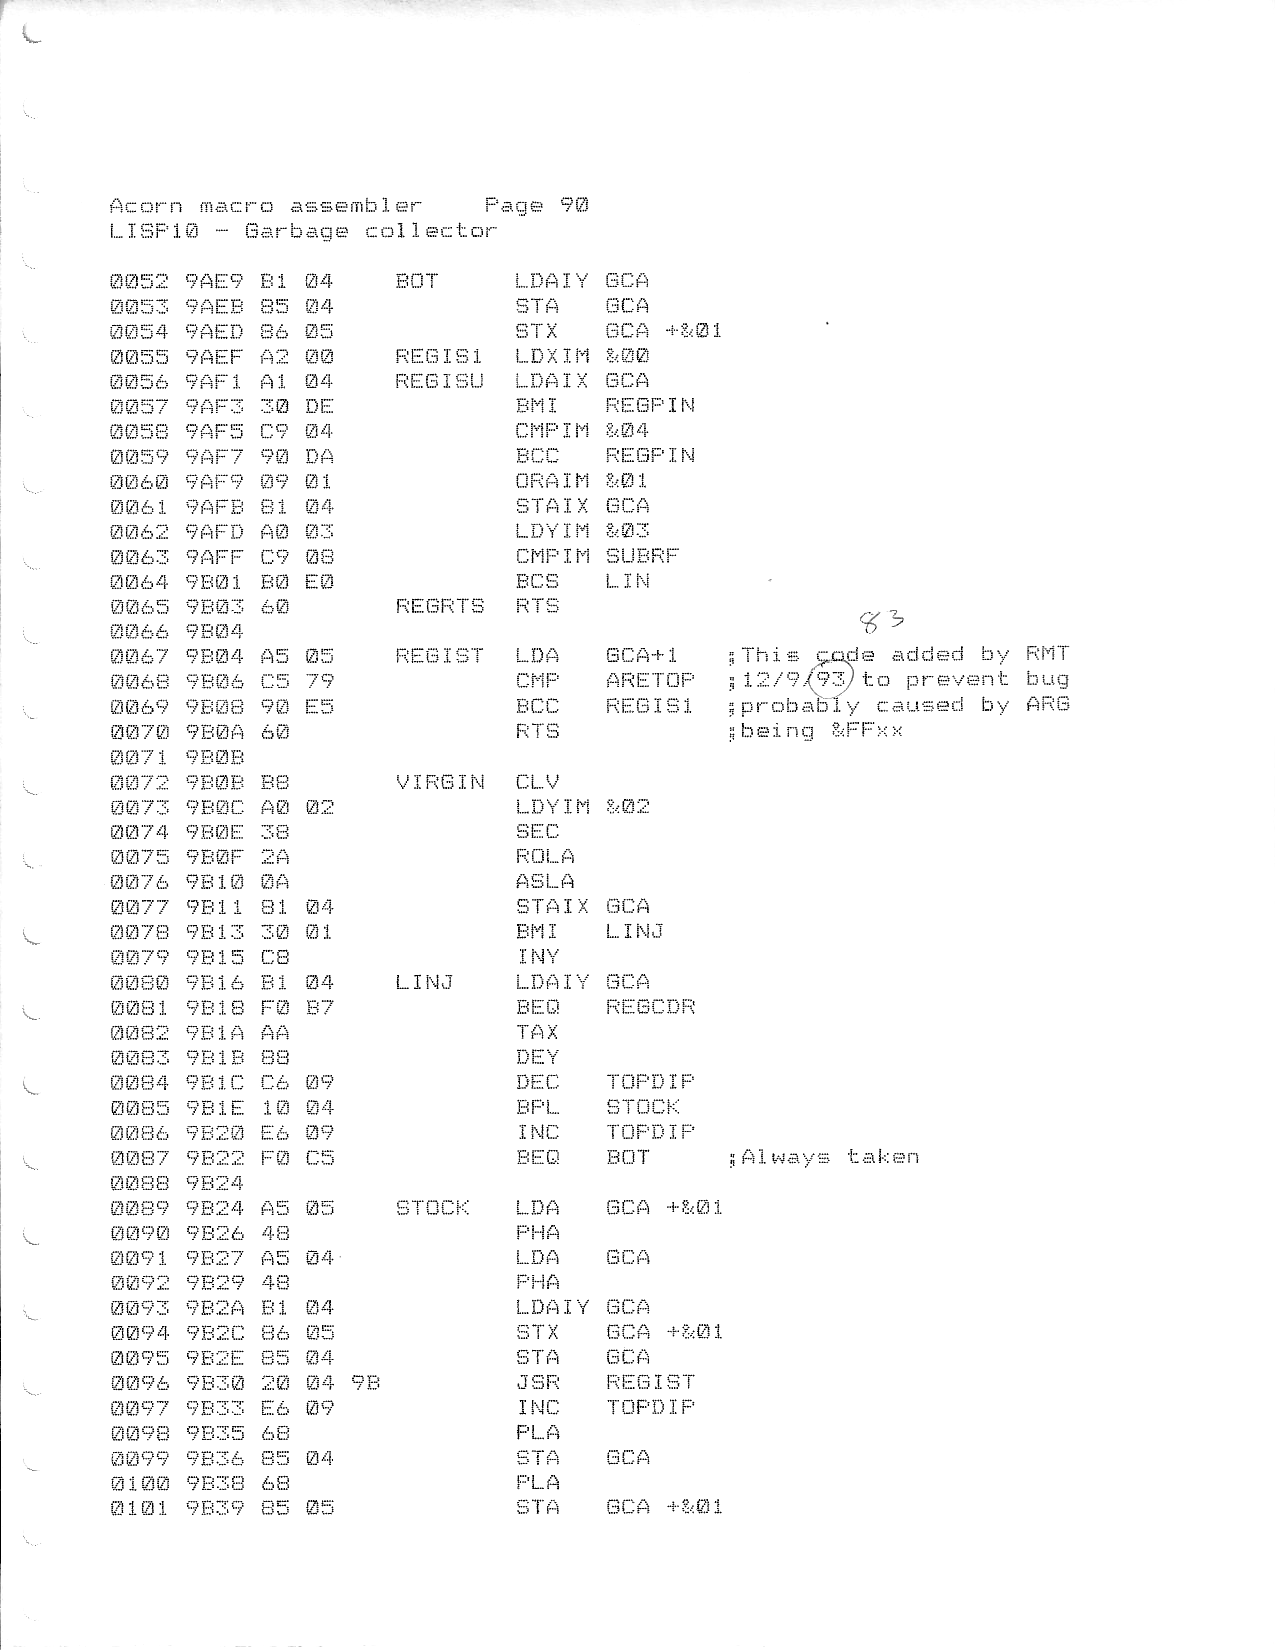 Acorn macro assembler    Page 90
LISP10 - Garbage collector
0052 9AE9 B1 04    BOT     LDAIY GCA
0053 9AEB 85 04            STA   GCA
0054 9AED 86 05            STX   GCA +&01
0055 9AEF A2 00    REGIS1  LDXIM &00
0056 9AF1 A1 04    REGISU  LDAIX GCA
0057 9AF3 30 DE            BMI   REGPIN
0058 9AF5 C9 04            CMPIM &04
0059 9AF7 90 DA            BCC   REGPIN
0060 9AF9 09 01            ORAIM &01
0061 9AFB 81 04            STAIX GCA
0062 9AFD A0 03            LDYIM &03
0063 9AFF C9 08            CMPIM SUBRF
0064 9B01 B0 E0            BCS   LIN
0065 9B03 60       REGRTS  RTS
0066 9B04
83
0067 9B04 A5 05    REGIST  LDA   GCA+1   ;This code added by RMT
0068 9B06 C5 79            CMP   ARETOP  ;12/9/93 to prevent bug
0069 9B08 90 E5            BCC   REGIS1  ;probably caused by ARG
0070 9B0A 60               RTS           ;being &FFxx
0071 9B0B
0072 9B0B B8       VIRGIN  CLV
0073 9B0C A0 02            LDYIM &02
0074 9B0E 38               SEC
0075 9B0F 2A               ROLA
0076 9B10 0A               ASLA
0077 9B11 81 04            STAIX GCA
0078 9B13 30 01            BMI   LINJ
0079 9B15 C8               INY
0080 9B16 B1 04    LINJ    LDAIY GCA
0081 9B18 F0 B7            BEQ   REGCDR
0082 9B1A AA               TAX
0083 9B1B 88               DEY
0084 9B1C C6 09            DEC   TOPDIP
0085 9B1E 10 04            BPL   STOCK
0086 9B20 E6 09            INC   TOPDIP
0087 9B22 F0 C5            BEQ   BOT     ;Always taken
0088 9B24
0089 9B24 A5 05    STOCK   LDA   GCA +&01
0090 9B26 48               PHA
0091 9B27 A5 04            LDA   GCA
0092 9B29 48               PHA
0093 9B2A B1 04            LDAIY GCA
0094 9B2C 86 05            STX   GCA +&01
0095 9B2E 85 04            STA   GCA
0096 9B30 20 04 9B         JSR   REGIST
0097 9B33 E6 09            INC   TOPDIP
0098 9B35 68               PLA
0099 9B36 85 04            STA   GCA
0100 9B38 68               PLA
0101 9B39 85 05            STA   GCA +&01